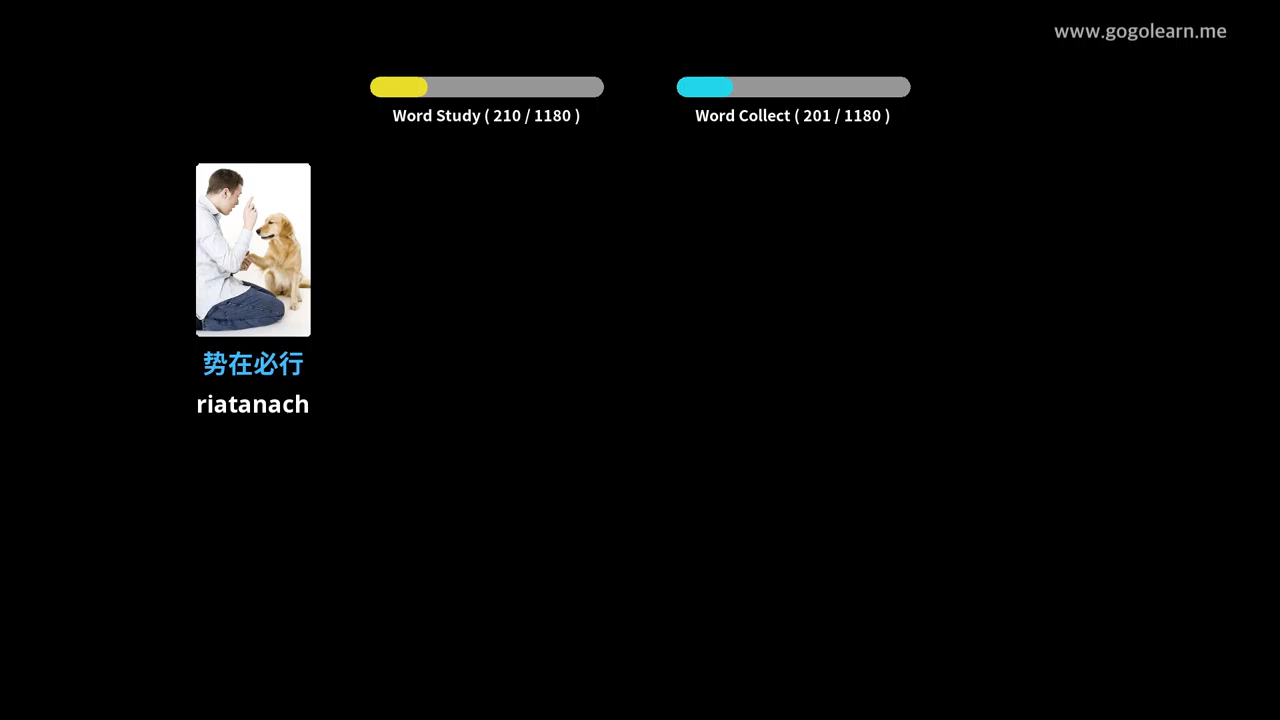 www.gogolearn.me
Word Study ( 210 / 1180 )
Word Collect ( 201 / 1180 )
势在必行
riatanach